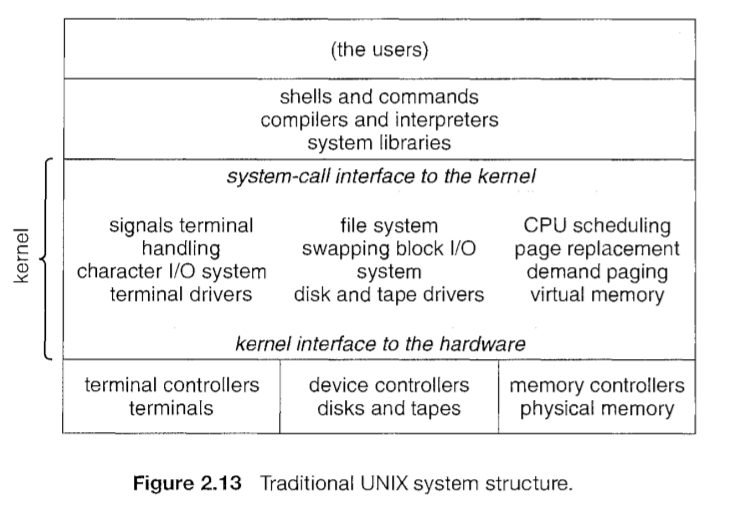 (the users)
shells and commands
compilers and interpreters
system libraries
system-call interface to the kernel
kernel
signals terminal
handling
character I/O system
terminal drivers
file system
swapping block I/O
system
disk and tape drivers
CPU scheduling
page replacement
demand paging
virtual memory
kernel interface to the hardware
terminal controllers
terminals
device controllers
disks and tapes
memory controllers
physical memory
Figure 2.13 Traditional UNIX system structure.